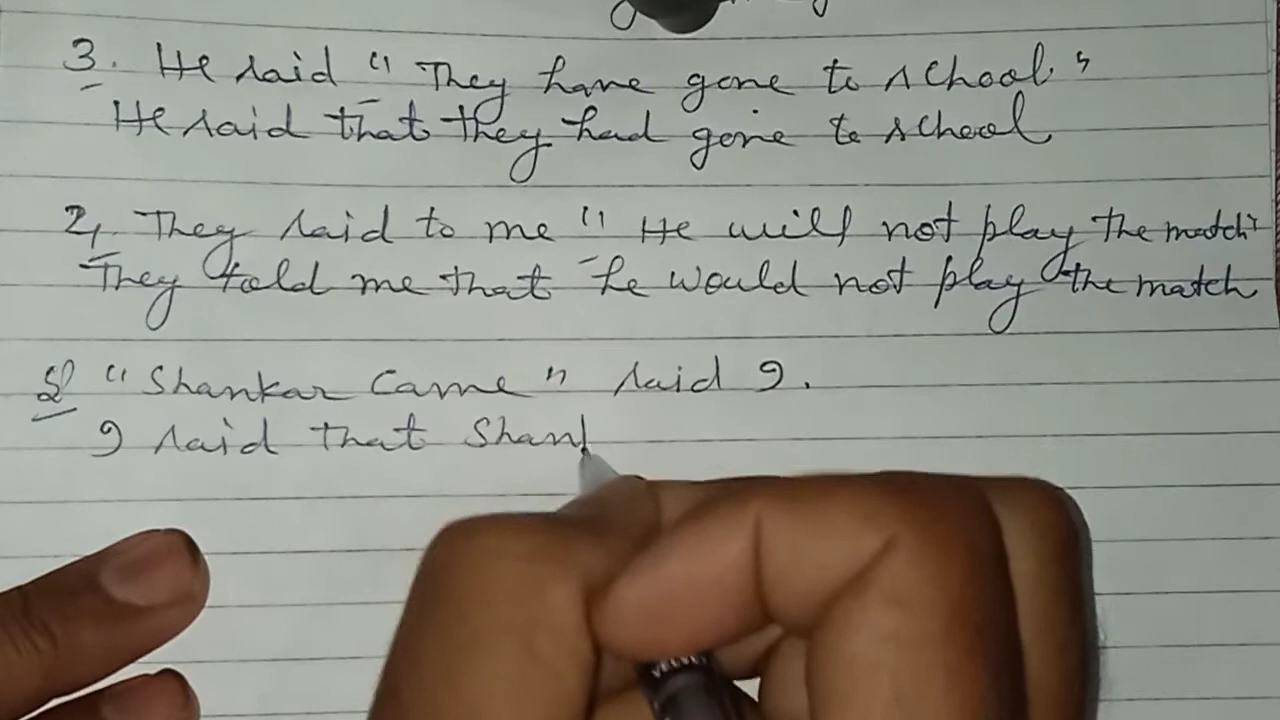 3. He said "They have gone to school"
He said that they had gone to school
2, They said to me "He will not play the match"
They told me that he would not play the match
"Shankar came" said I.
I said that Shank
VELVET